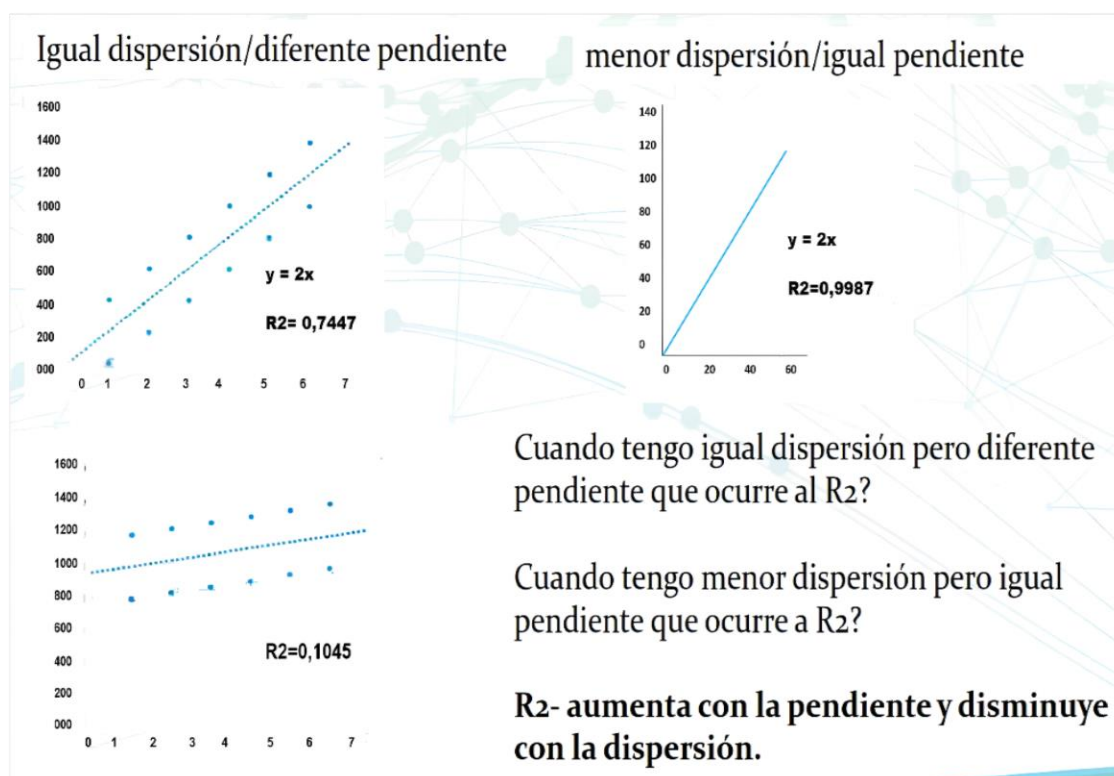 Igual dispersión/diferente pendiente
menor dispersión/igual pendiente
1600
1400
1200
1000
800
600
400
200
000
0 1 2 3 4 5 6 7
y = 2x
R2= 0,7447
140
120
100
80
60
40
20
0
0 20 40 60
y = 2x
R2=0,9987
1600
1400
1200
1000
800
600
400
200
000
0 1 2 3 4 5 6 7
R2=0,1045
Cuando tengo igual dispersión pero diferente
pendiente que ocurre al R2?
Cuando tengo menor dispersión pero igual
pendiente que ocurre a R2?
R2- aumenta con la pendiente y disminuye
con la dispersión.